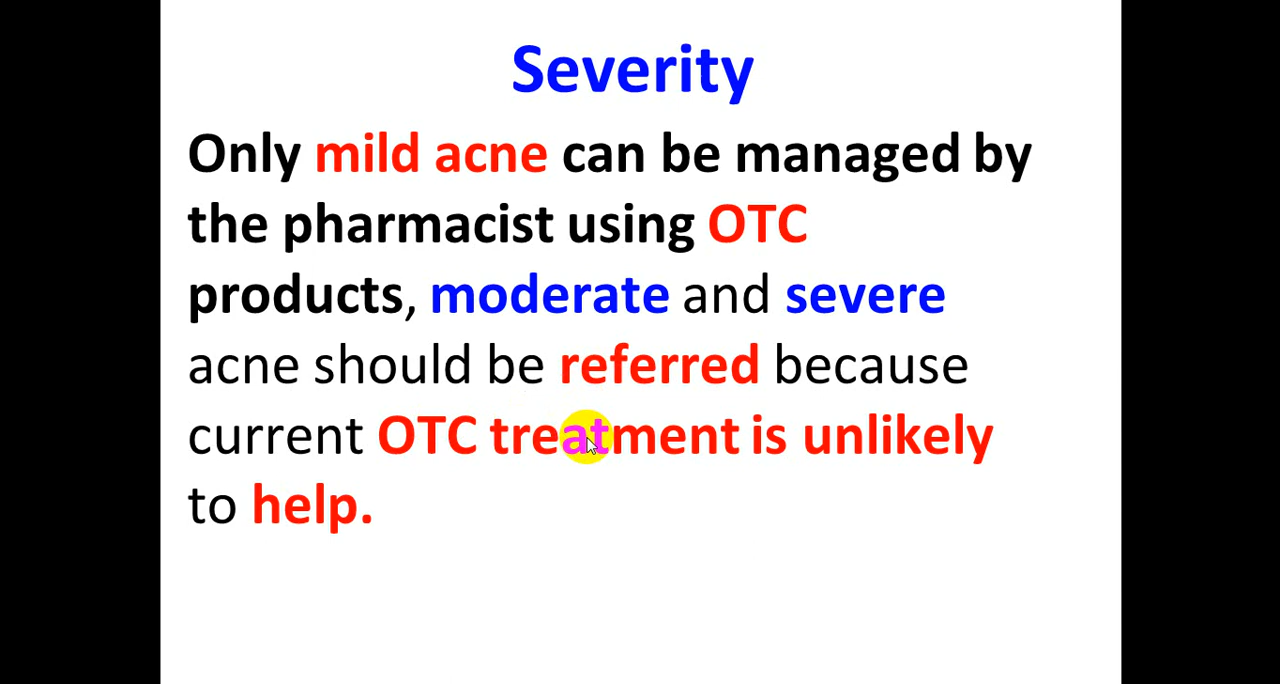 Severity
Only mild acne can be managed by
the pharmacist using OTC
products, moderate and severe
acne should be referred because
current OTC treatment is unlikely
to help.